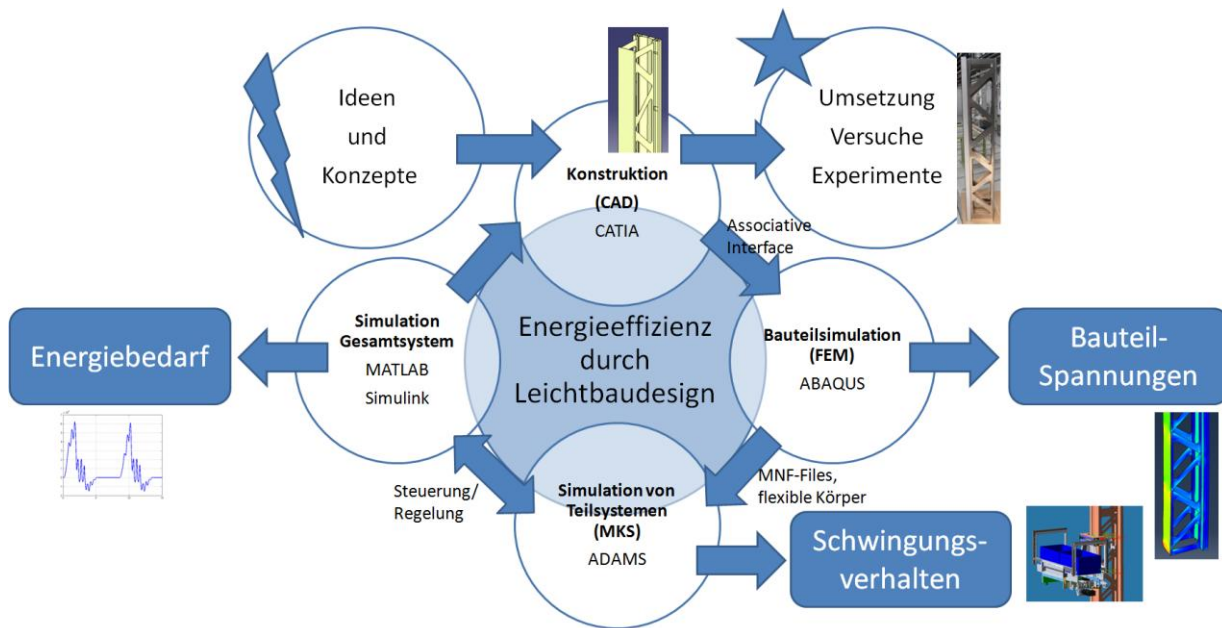 Ideen
und
Konzepte
Konstruktion
(CAD)
CATIA
Umsetzung
Versuche
Experimente
Associative
Interface
Simulation
Gesamtsystem
MATLAB
Simulink
Energieeffizienz
durch
Leichtbaudesign
Bauteilsimulation
(FEM)
ABAQUS
Energiebedarf
Bauteil-
Spannungen
Steuerung/
Regelung
Simulation von
Teilsystemen
(MKS)
ADAMS
MNF-Files,
flexible Körper
Schwingungs-
verhalten